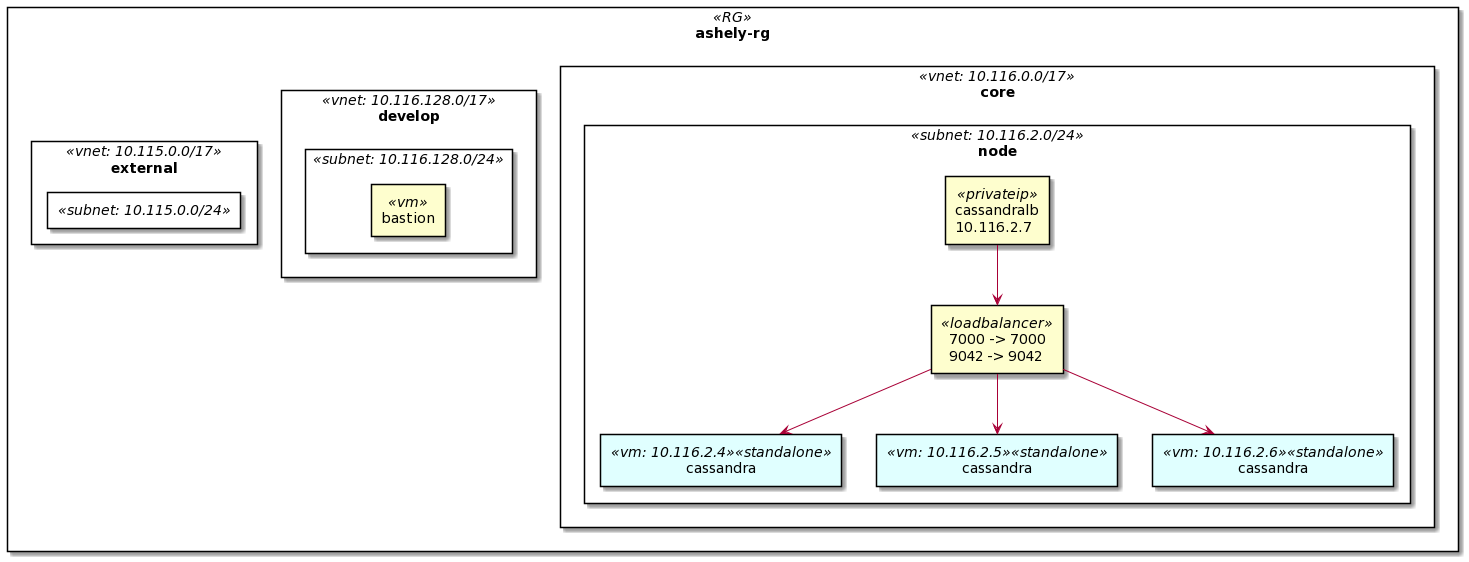 «RG»
ashely-rg
«vnet: 10.115.0.0/17»
external
«subnet: 10.115.0.0/24»
«vnet: 10.116.128.0/17»
develop
«subnet: 10.116.128.0/24»
«vm»
bastion
«vnet: 10.116.0.0/17»
core
«subnet: 10.116.2.0/24»
node
«privateip»
cassandralb
10.116.2.7
«loadbalancer»
7000 -> 7000
9042 -> 9042
«vm: 10.116.2.4»«standalone»
cassandra
«vm: 10.116.2.5»«standalone»
cassandra
«vm: 10.116.2.6»«standalone»
cassandra